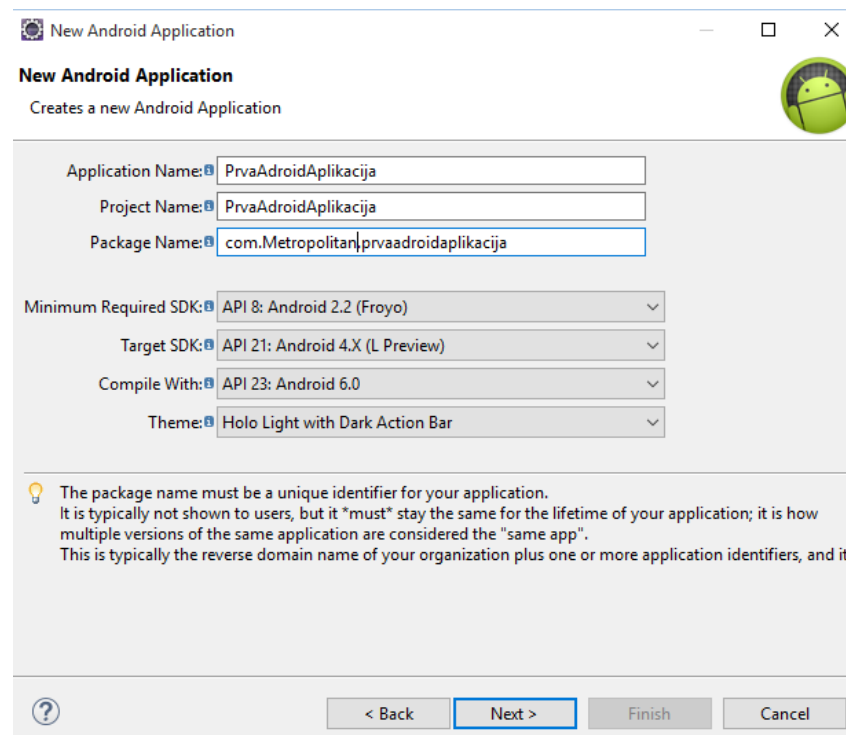 New Android Application
New Android Application
Creates a new Android Application
Application Name: PrvaAdroidAplikacija
Project Name: PrvaAdroidAplikacija
Package Name: com.Metropolitan.prvaadroidaplikacija
Minimum Required SDK: API 8: Android 2.2 (Froyo)
Target SDK: API 21: Android 4.X (L Preview)
Compile With: API 23: Android 6.0
Theme: Holo Light with Dark Action Bar
The package name must be a unique identifier for your application.
It is typically not shown to users, but it *must* stay the same for the lifetime of your application; it is how
multiple versions of the same application are considered the "same app".
This is typically the reverse domain name of your organization plus one or more application identifiers, and it
? < Back Next > Finish Cancel